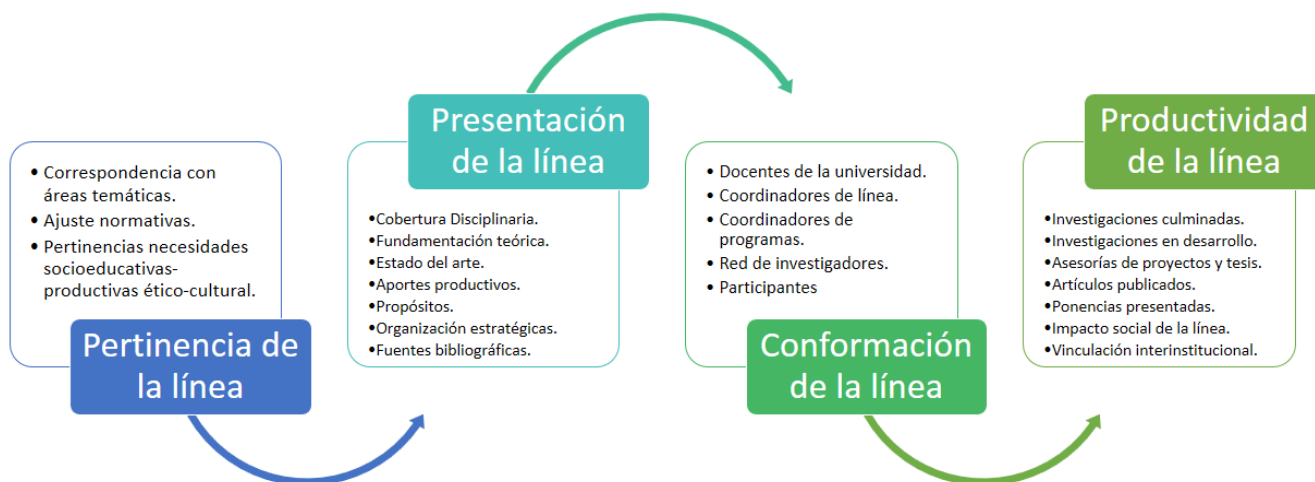 • Correspondencia con
áreas temáticas.
• Ajuste normativas.
• Pertinencias necesidades
socioeducativas-
productivas ético-cultural.
Pertinencia de
la línea
Presentación
de la línea
•Cobertura Disciplinaria.
•Fundamentación teórica.
•Estado del arte.
•Aportes productivos.
•Propósitos.
•Organización estratégicas.
•Fuentes bibliográficas.
• Docentes de la universidad.
• Coordinadores de línea.
• Coordinadores de
programas.
• Red de investigadores.
• Participantes
Conformación
de la línea
Productividad
de la línea
•Investigaciones culminadas.
•Investigaciones en desarrollo.
•Asesorías de proyectos y tesis.
•Artículos publicados.
•Ponencias presentadas.
•Impacto social de la línea.
•Vinculación interinstitucional.